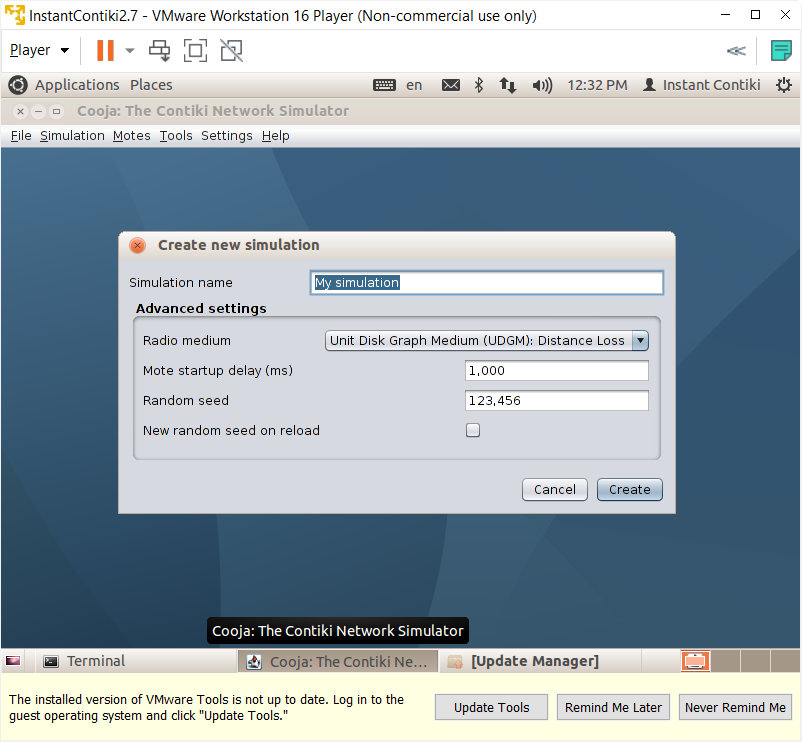 InstantContiki2.7 - VMware Workstation 16 Player (Non-commercial use only)
Player
Applications Places en 12:32 PM Instant Contiki
Cooja: The Contiki Network Simulator
File Simulation Motes Tools Settings Help
Create new simulation
Simulation name My simulation
Advanced settings
Radio medium Unit Disk Graph Medium (UDGM): Distance Loss
Mote startup delay (ms) 1,000
Random seed 123,456
New random seed on reload
Cancel Create
Cooja: The Contiki Network Simulator
Terminal Cooja: The Contiki Ne... [Update Manager]
The installed version of VMware Tools is not up to date. Log in to the
guest operating system and click "Update Tools."
Update Tools Remind Me Later Never Remind Me